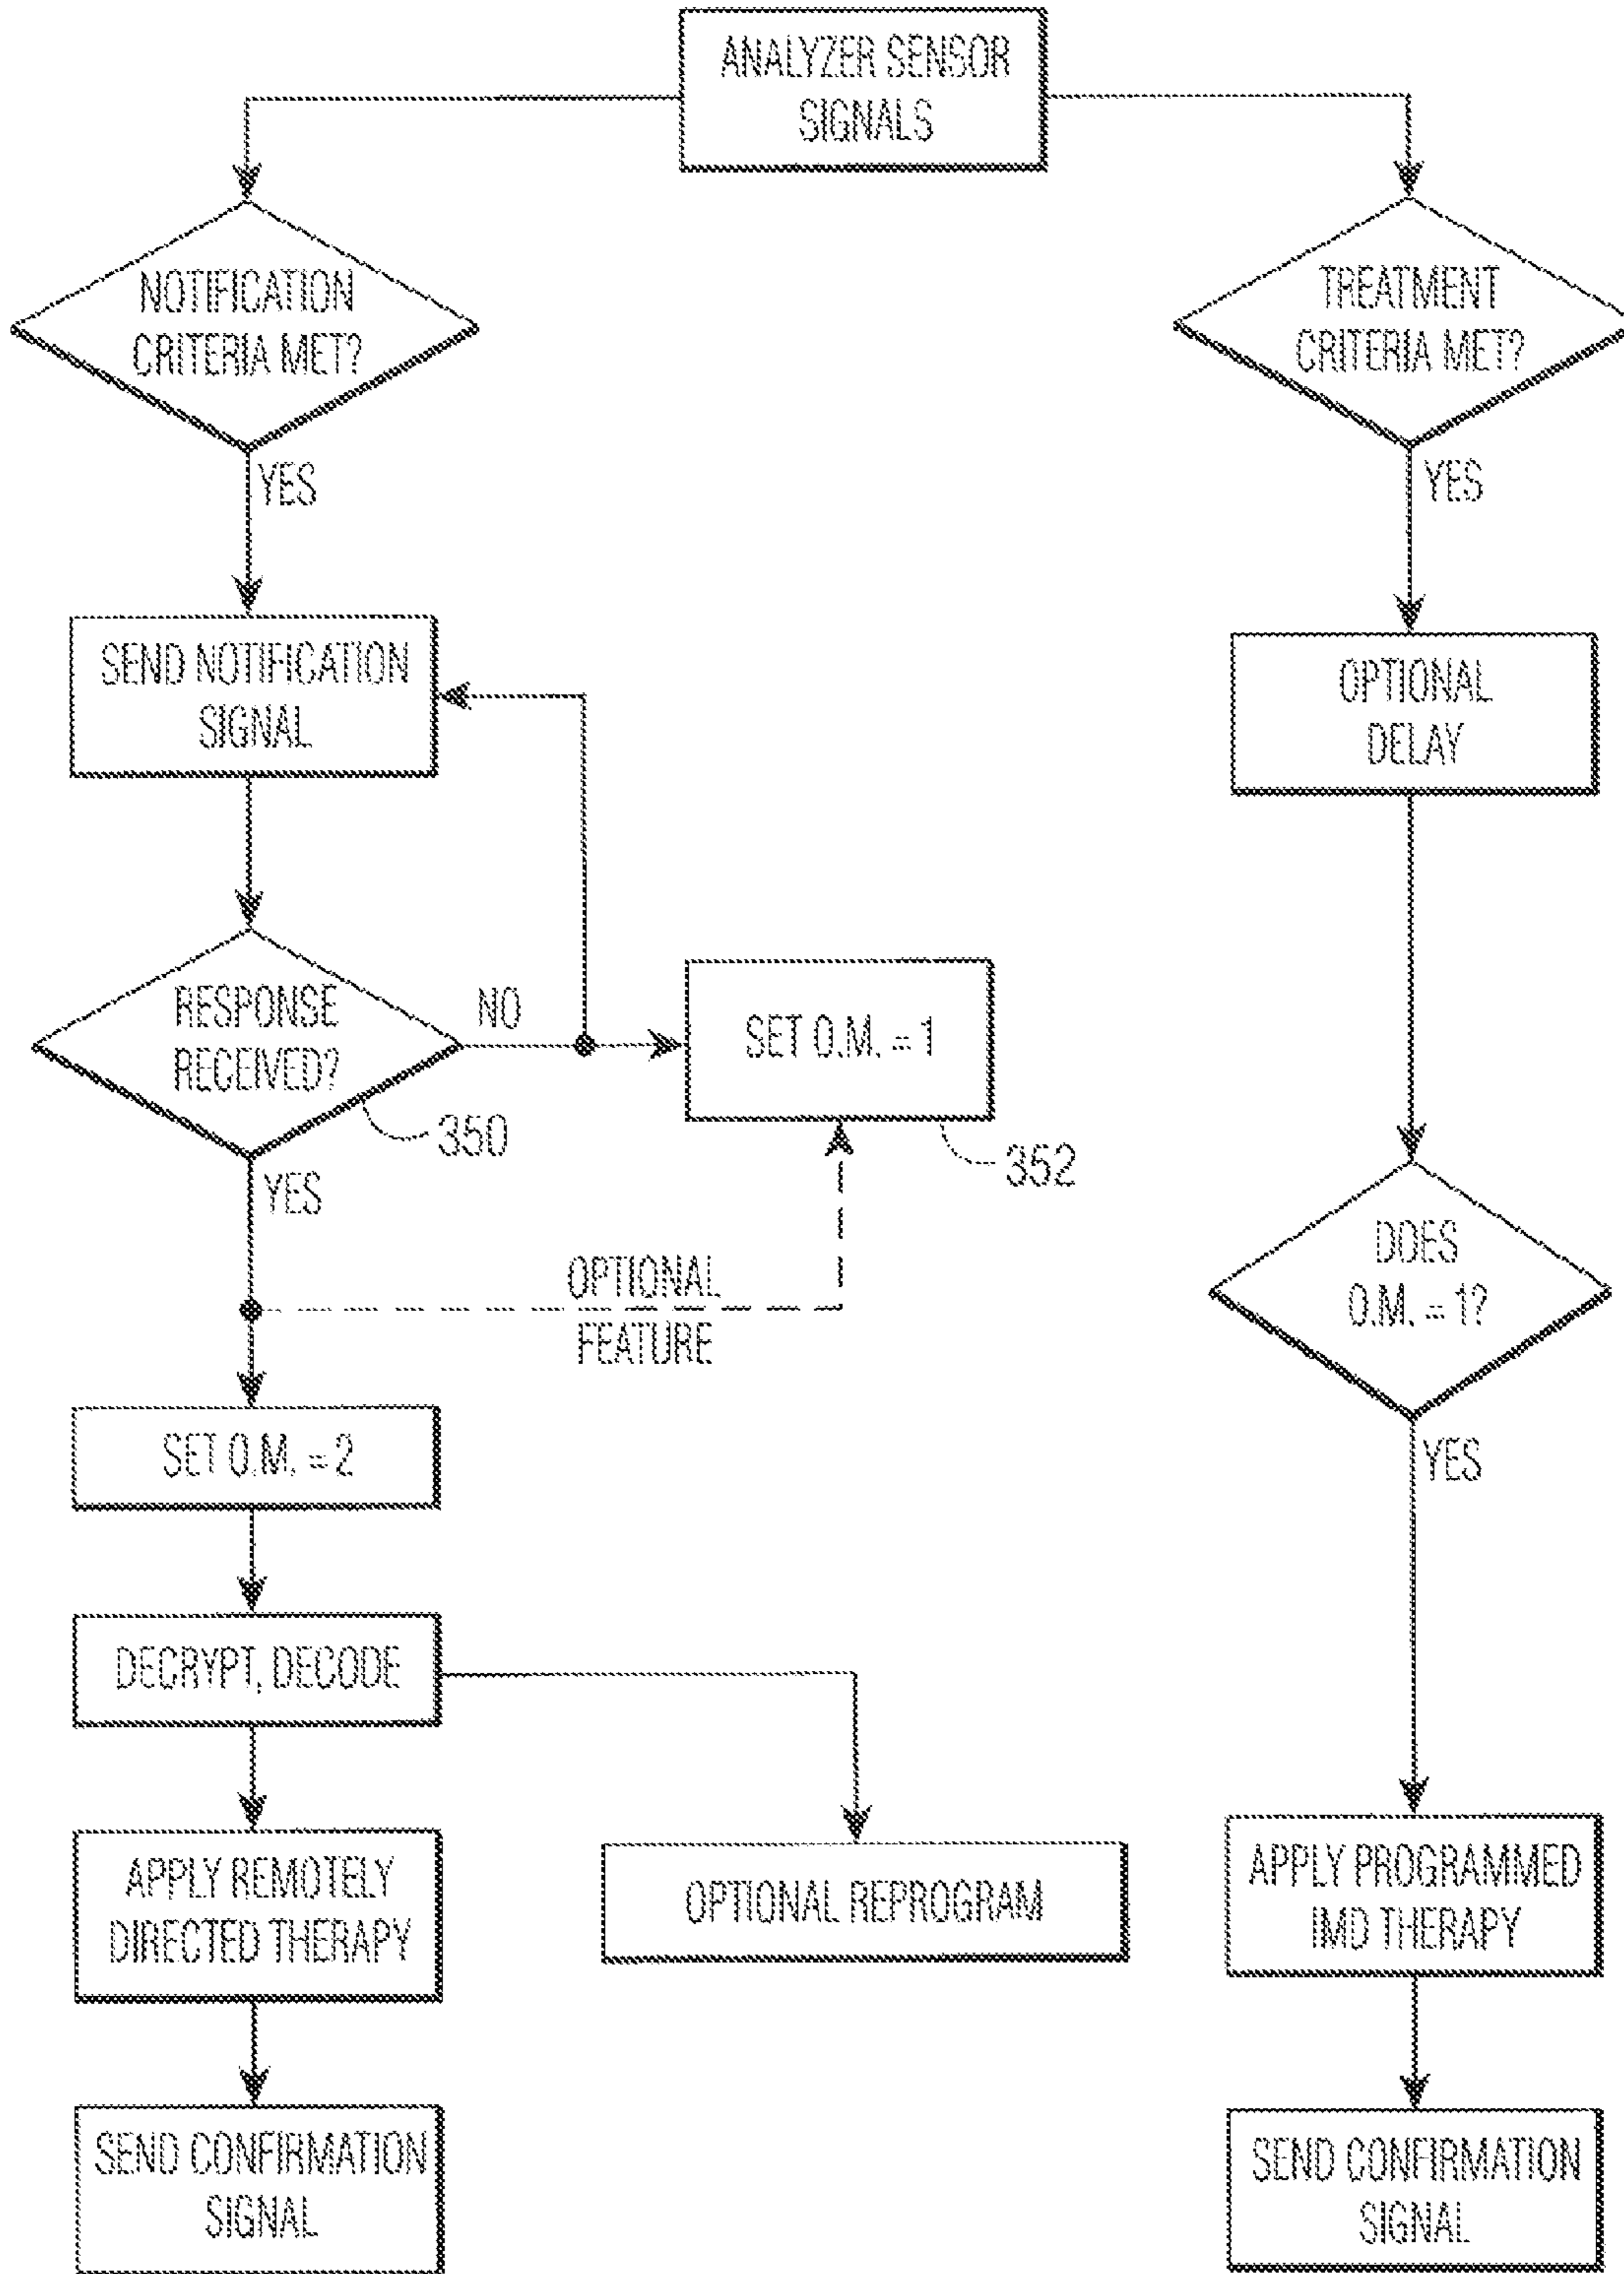 ANALYZER SENSOR
SIGNALS
NOTIFICATION
CRITERIA MET?
YES
SEND NOTIFICATION
SIGNAL
RESPONSE
RECEIVED?
350
NO
SET O.M. = 1
352
YES
OPTIONAL
FEATURE
SET O.M. = 2
DECRYPT, DECODE
APPLY REMOTELY
DIRECTED THERAPY
OPTIONAL REPROGRAM
SEND CONFIRMATION
SIGNAL
TREATMENT
CRITERIA MET?
YES
OPTIONAL
DELAY
DOES
O.M. = 1?
YES
APPLY PROGRAMMED
IMD THERAPY
SEND CONFIRMATION
SIGNAL